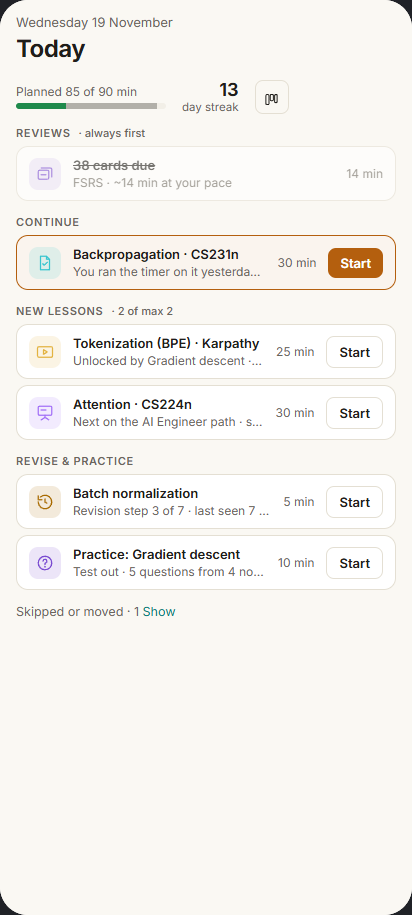 Wednesday 19 November
Today
Planned 85 of 90 min
13
day streak
REVIEWS · always first
38 cards due
FSRS · ~14 min at your pace
14 min
CONTINUE
Backpropagation · CS231n
You ran the timer on it yesterda...
30 min
Start
NEW LESSONS · 2 of max 2
Tokenization (BPE) · Karpathy
Unlocked by Gradient descent ·...
25 min
Start
Attention · CS224n
Next on the AI Engineer path · s...
30 min
Start
REVISE & PRACTICE
Batch normalization
Revision step 3 of 7 · last seen 7 ...
5 min
Start
Practice: Gradient descent
Test out · 5 questions from 4 no...
10 min
Start
Skipped or moved · 1 Show